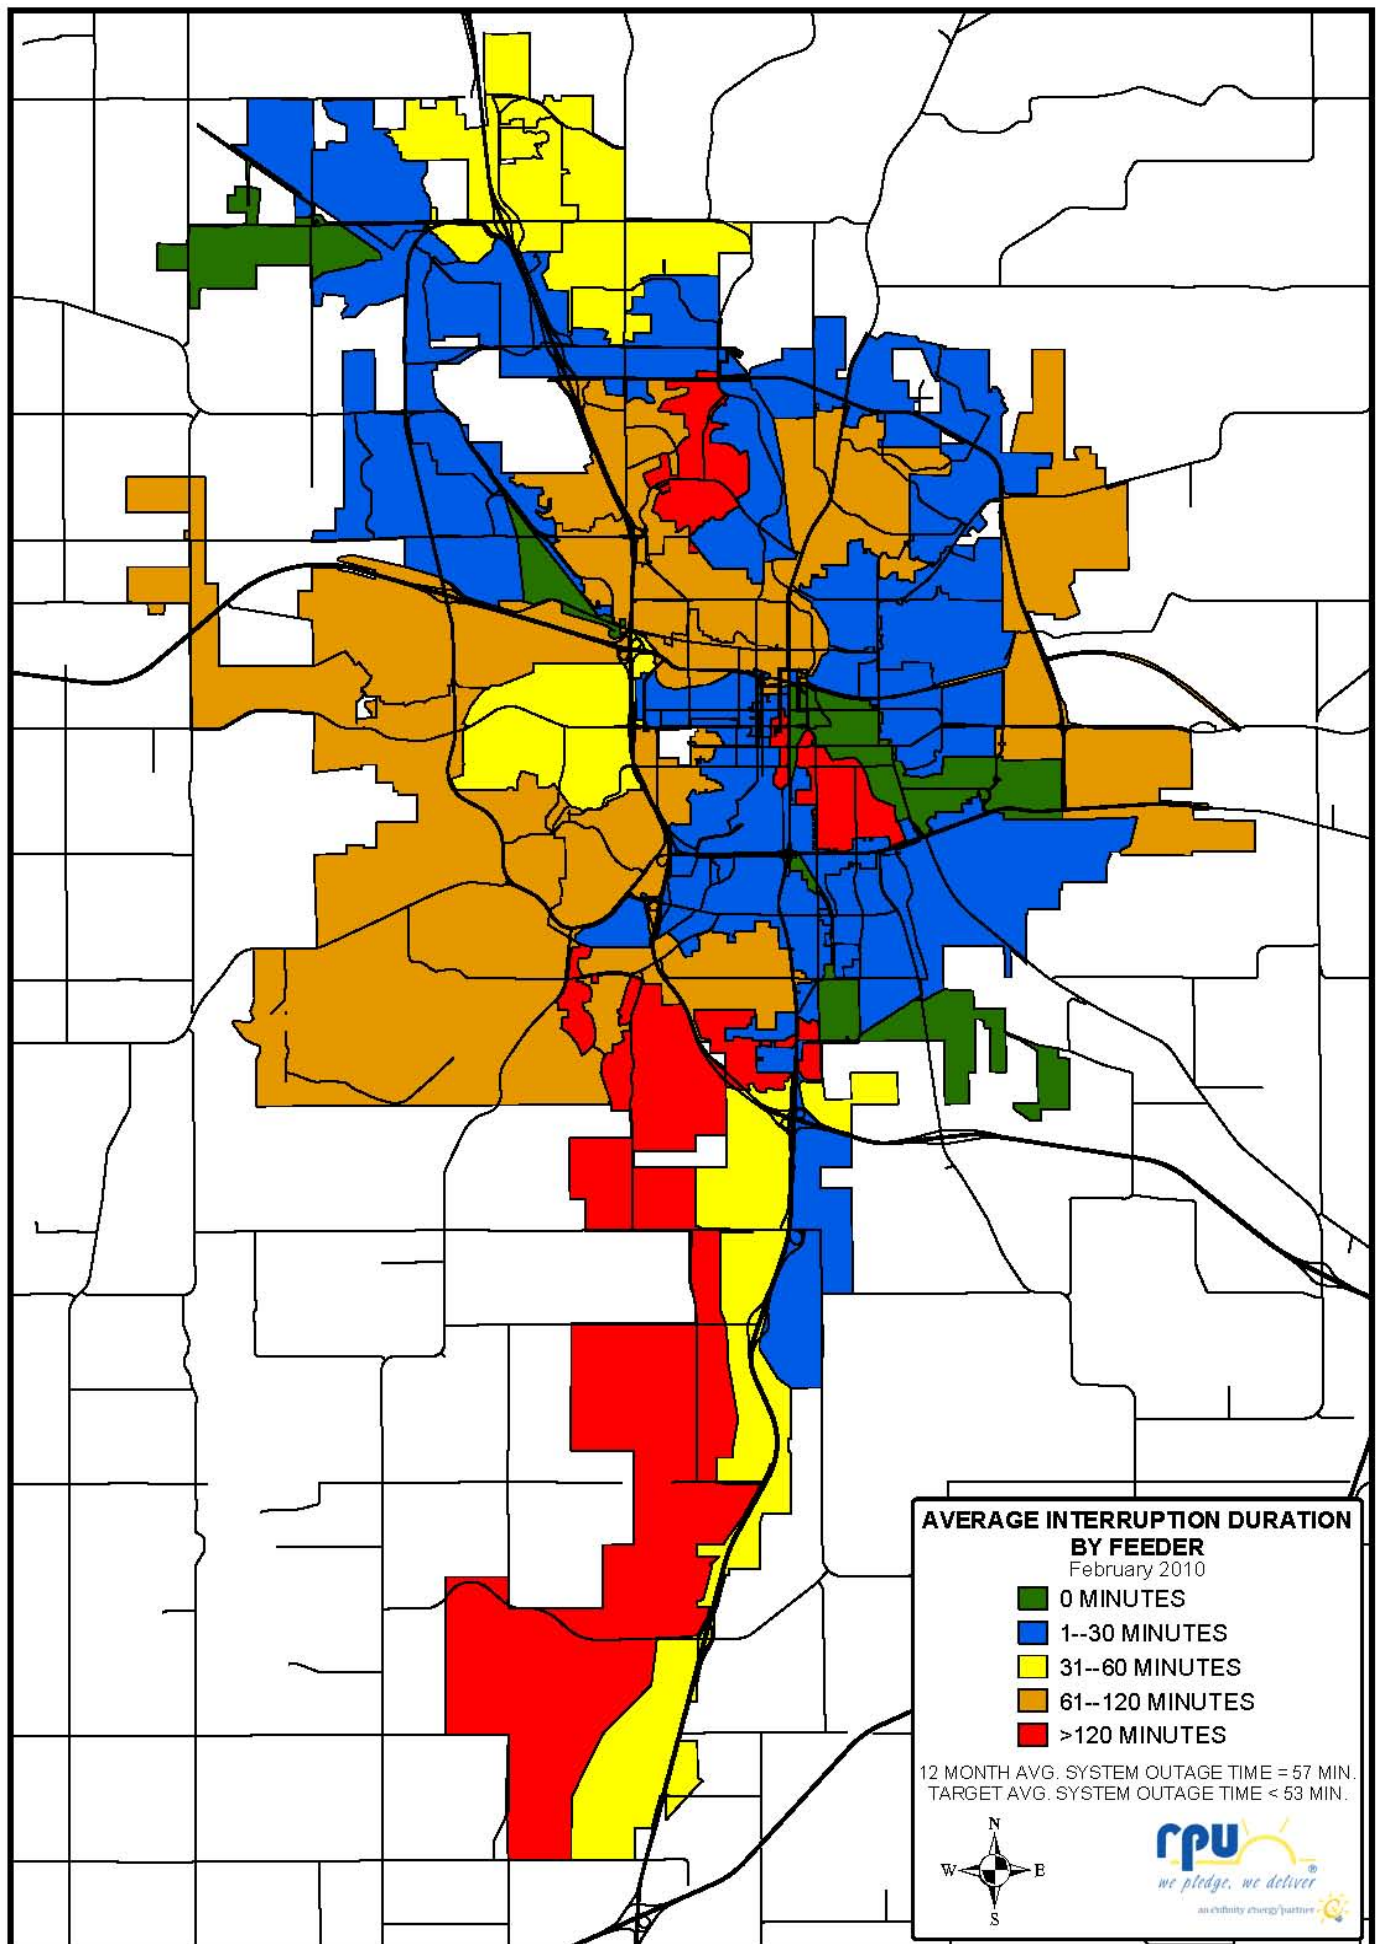 AVERAGE INTERRUPTION DURATION
BY FEEDER
February 2010
0 MINUTES
1--30 MINUTES
31--60 MINUTES
61--120 MINUTES
>120 MINUTES
12 MONTH AVG. SYSTEM OUTAGE TIME = 57 MIN.
TARGET AVG. SYSTEM OUTAGE TIME < 53 MIN.
N
W E
S
rpu®
we pledge, we deliver